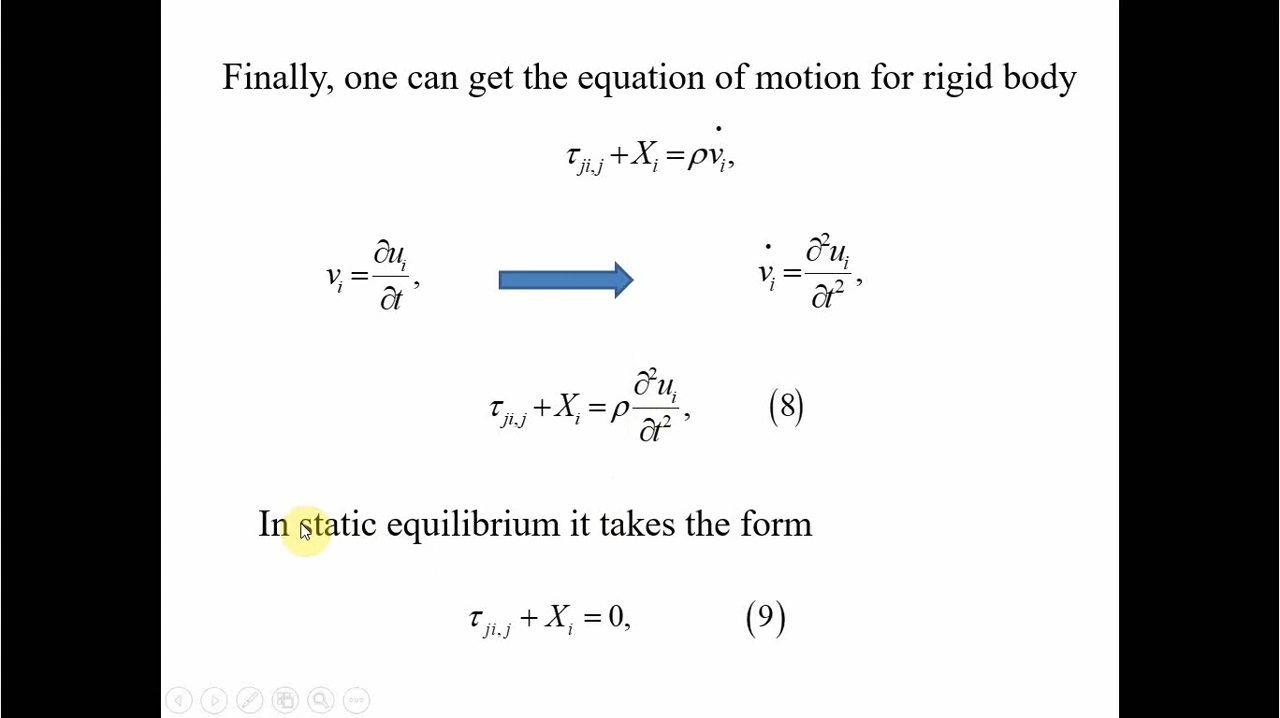 Finally, one can get the equation of motion for rigid body
τ_{ji,j} + X_i = ρv̇_i,
v_i = ∂u_i/∂t, v̇_i = ∂²u_i/∂t²,
τ_{ji,j} + X_i = ρ ∂²u_i/∂t², (8)
In static equilibrium it takes the form
τ_{ji,j} + X_i = 0, (9)